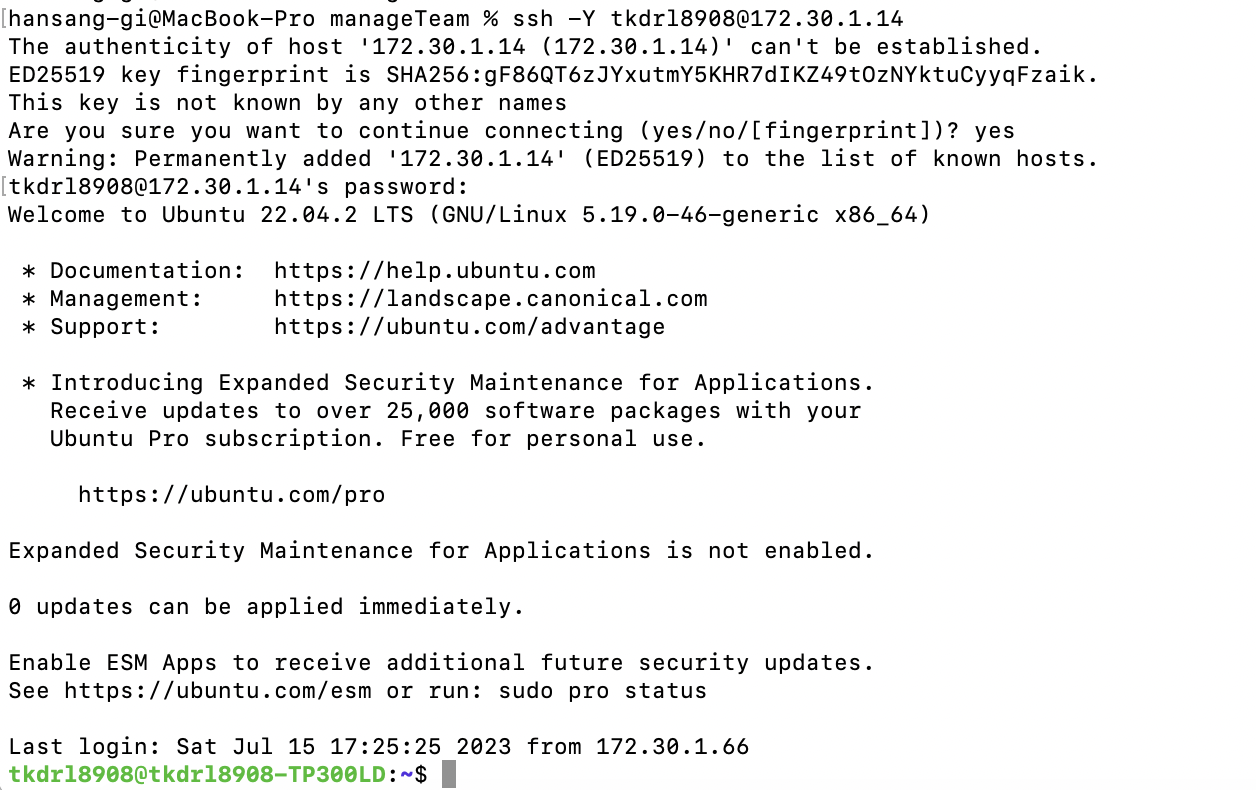 [hansang-gi@MacBook-Pro manageTeam % ssh -Y tkdrl8908@172.30.1.14
The authenticity of host '172.30.1.14 (172.30.1.14)' can't be established.
ED25519 key fingerprint is SHA256:gF86QT6zJYxutmY5KHR7dIKZ49tOzNYktuCyyqFzaik.
This key is not known by any other names
Are you sure you want to continue connecting (yes/no/[fingerprint])? yes
Warning: Permanently added '172.30.1.14' (ED25519) to the list of known hosts.
[tkdrl8908@172.30.1.14's password:
Welcome to Ubuntu 22.04.2 LTS (GNU/Linux 5.19.0-46-generic x86_64)
* Documentation:  https://help.ubuntu.com
* Management:     https://landscape.canonical.com
* Support:        https://ubuntu.com/advantage
* Introducing Expanded Security Maintenance for Applications.
Receive updates to over 25,000 software packages with your
Ubuntu Pro subscription. Free for personal use.
https://ubuntu.com/pro
Expanded Security Maintenance for Applications is not enabled.
0 updates can be applied immediately.
Enable ESM Apps to receive additional future security updates.
See https://ubuntu.com/esm or run: sudo pro status
Last login: Sat Jul 15 17:25:25 2023 from 172.30.1.66
tkdrl8908@tkdrl8908-TP300LD:~$